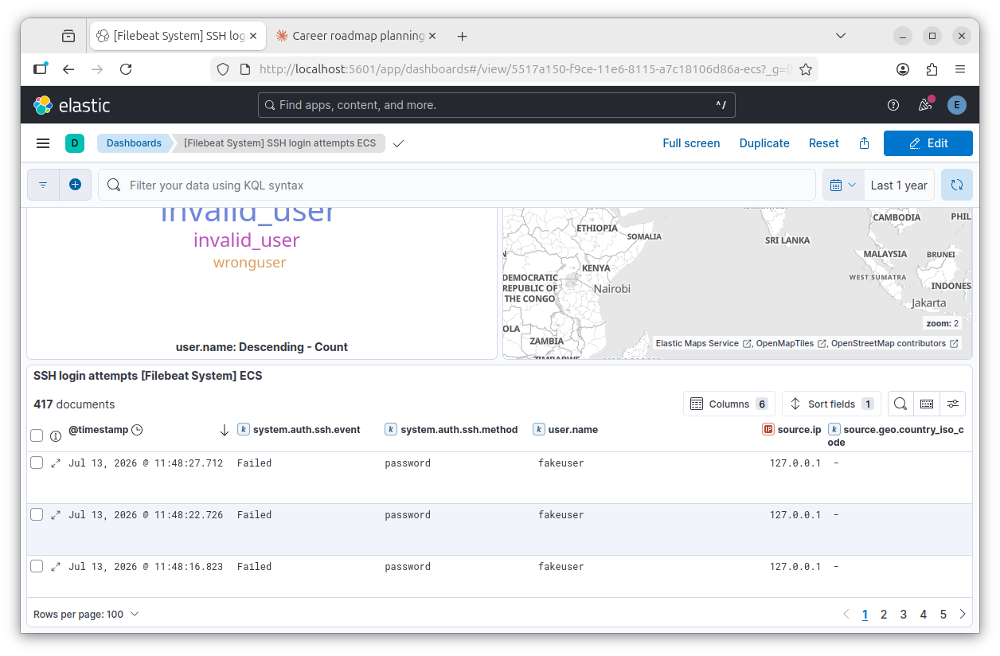 [Filebeat System] SSH log
Career roadmap planning
http://localhost:5601/app/dashboards#/view/5517a150-f9ce-11e6-8115-a7c18106d86a-ecs?_g=(
elastic
Find apps, content, and more.
^/
E
D
Dashboards
[Filebeat System] SSH login attempts ECS
Full screen
Duplicate
Reset
Edit
Filter your data using KQL syntax
Last 1 year
invalid_user
invalid_user
wronguser
user.name: Descending - Count
ETHIOPIA
SOMALIA
KENYA
Nairobi
DEMOCRATIC
REPUBLIC OF
THE CONGO
OLA
ZAMBIA
SRI LANKA
CAMBODIA
PHIL
MALAYSIA
BRUNEI
WEST SUMATRA
INDONES
Jakarta
zoom: 2
Elastic Maps Service , OpenMapTiles , OpenStreetMap contributors
SSH login attempts [Filebeat System] ECS
417 documents
Columns 6
Sort fields 1
@timestamp
k system.auth.ssh.event
k system.auth.ssh.method
k user.name
IP source.ip
k source.geo.country_iso_c
ode
Jul 13, 2026 @ 11:48:27.712 Failed password fakeuser 127.0.0.1 -
Jul 13, 2026 @ 11:48:22.726 Failed password fakeuser 127.0.0.1 -
Jul 13, 2026 @ 11:48:16.823 Failed password fakeuser 127.0.0.1 -
Rows per page: 100
1 2 3 4 5